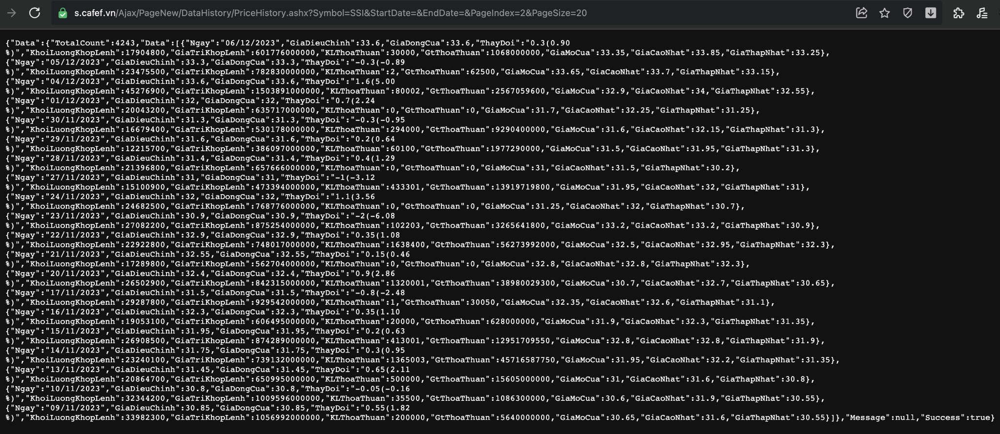 s.cafef.vn/Ajax/PageNew/DataHistory/PriceHistory.ashx?Symbol=SSI&StartDate=&EndDate=&PageIndex=2&PageSize=20
{"Data":{"TotalCount":4243,"Data":[{"Ngay":"06/12/2023","GiaDieuChinh":33.6,"GiaDongCua":33.6,"ThayDoi":"0.3(0.90
%)","KhoiLuongKhopLenh":17904800,"GiaTriKhopLenh":601776000000,"KLThoaThuan":30000,"GtThoaThuan":1068000000,"GiaMoCua":33.35,"GiaCaoNhat":33.85,"GiaThapNhat":33.25},
{"Ngay":"05/12/2023","GiaDieuChinh":33.3,"GiaDongCua":33.3,"ThayDoi":"-0.3(-0.89
%)","KhoiLuongKhopLenh":23475500,"GiaTriKhopLenh":782830000000,"KLThoaThuan":2,"GtThoaThuan":62500,"GiaMoCua":33.65,"GiaCaoNhat":33.7,"GiaThapNhat":33.15},
{"Ngay":"04/12/2023","GiaDieuChinh":33.6,"GiaDongCua":33.6,"ThayDoi":"1.6(5.00
%)","KhoiLuongKhopLenh":45276900,"GiaTriKhopLenh":1503891000000,"KLThoaThuan":80002,"GtThoaThuan":2567059600,"GiaMoCua":32.9,"GiaCaoNhat":34,"GiaThapNhat":32.55},
{"Ngay":"01/12/2023","GiaDieuChinh":32,"GiaDongCua":32,"ThayDoi":"0.7(2.24
%)","KhoiLuongKhopLenh":20043200,"GiaTriKhopLenh":635717000000,"KLThoaThuan":0,"GtThoaThuan":0,"GiaMoCua":31.7,"GiaCaoNhat":32.25,"GiaThapNhat":31.25},
{"Ngay":"30/11/2023","GiaDieuChinh":31.3,"GiaDongCua":31.3,"ThayDoi":"-0.3(-0.95
%)","KhoiLuongKhopLenh":16679400,"GiaTriKhopLenh":530178000000,"KLThoaThuan":294000,"GtThoaThuan":9290400000,"GiaMoCua":31.6,"GiaCaoNhat":32.15,"GiaThapNhat":31.3},
{"Ngay":"29/11/2023","GiaDieuChinh":31.6,"GiaDongCua":31.6,"ThayDoi":"0.2(0.64
%)","KhoiLuongKhopLenh":12215700,"GiaTriKhopLenh":386097000000,"KLThoaThuan":60100,"GtThoaThuan":1977290000,"GiaMoCua":31.5,"GiaCaoNhat":31.95,"GiaThapNhat":31.3},
{"Ngay":"28/11/2023","GiaDieuChinh":31.4,"GiaDongCua":31.4,"ThayDoi":"0.4(1.29
%)","KhoiLuongKhopLenh":21396800,"GiaTriKhopLenh":657666000000,"KLThoaThuan":0,"GtThoaThuan":0,"GiaMoCua":31,"GiaCaoNhat":31.5,"GiaThapNhat":30.2},
{"Ngay":"27/11/2023","GiaDieuChinh":31,"GiaDongCua":31,"ThayDoi":"-1(-3.12
%)","KhoiLuongKhopLenh":15100900,"GiaTriKhopLenh":473394000000,"KLThoaThuan":433301,"GtThoaThuan":13919719800,"GiaMoCua":31.95,"GiaCaoNhat":32,"GiaThapNhat":31},
{"Ngay":"24/11/2023","GiaDieuChinh":32,"GiaDongCua":32,"ThayDoi":"1.1(3.56
%)","KhoiLuongKhopLenh":24682500,"GiaTriKhopLenh":768776000000,"KLThoaThuan":0,"GtThoaThuan":0,"GiaMoCua":31.25,"GiaCaoNhat":32,"GiaThapNhat":30.7},
{"Ngay":"23/11/2023","GiaDieuChinh":30.9,"GiaDongCua":30.9,"ThayDoi":"-2(-6.08
%)","KhoiLuongKhopLenh":27082200,"GiaTriKhopLenh":875254000000,"KLThoaThuan":102203,"GtThoaThuan":3265641800,"GiaMoCua":33.2,"GiaCaoNhat":33.2,"GiaThapNhat":30.9},
{"Ngay":"22/11/2023","GiaDieuChinh":32.9,"GiaDongCua":32.9,"ThayDoi":"0.35(1.08
%)","KhoiLuongKhopLenh":22922800,"GiaTriKhopLenh":748017000000,"KLThoaThuan":1638400,"GtThoaThuan":56273992000,"GiaMoCua":32.5,"GiaCaoNhat":32.95,"GiaThapNhat":32.3},
{"Ngay":"21/11/2023","GiaDieuChinh":32.55,"GiaDongCua":32.55,"ThayDoi":"0.15(0.46
%)","KhoiLuongKhopLenh":17289800,"GiaTriKhopLenh":562704000000,"KLThoaThuan":0,"GtThoaThuan":0,"GiaMoCua":32.8,"GiaCaoNhat":32.8,"GiaThapNhat":32.3},
{"Ngay":"20/11/2023","GiaDieuChinh":32.4,"GiaDongCua":32.4,"ThayDoi":"0.9(2.86
%)","KhoiLuongKhopLenh":26502900,"GiaTriKhopLenh":842315000000,"KLThoaThuan":1320001,"GtThoaThuan":38980029300,"GiaMoCua":30.7,"GiaCaoNhat":32.7,"GiaThapNhat":30.65},
{"Ngay":"17/11/2023","GiaDieuChinh":31.5,"GiaDongCua":31.5,"ThayDoi":"-0.8(-2.48
%)","KhoiLuongKhopLenh":29287800,"GiaTriKhopLenh":929542000000,"KLThoaThuan":1,"GtThoaThuan":30050,"GiaMoCua":32.35,"GiaCaoNhat":32.6,"GiaThapNhat":31.1},
{"Ngay":"16/11/2023","GiaDieuChinh":32.3,"GiaDongCua":32.3,"ThayDoi":"0.35(1.10
%)","KhoiLuongKhopLenh":19053100,"GiaTriKhopLenh":606495000000,"KLThoaThuan":20000,"GtThoaThuan":628000000,"GiaMoCua":31.9,"GiaCaoNhat":32.3,"GiaThapNhat":31.35},
{"Ngay":"15/11/2023","GiaDieuChinh":31.95,"GiaDongCua":31.95,"ThayDoi":"0.2(0.63
%)","KhoiLuongKhopLenh":26908500,"GiaTriKhopLenh":874289000000,"KLThoaThuan":413001,"GtThoaThuan":12951709550,"GiaMoCua":32.8,"GiaCaoNhat":32.8,"GiaThapNhat":31.9},
{"Ngay":"14/11/2023","GiaDieuChinh":31.75,"GiaDongCua":31.75,"ThayDoi":"0.3(0.95
%)","KhoiLuongKhopLenh":23240100,"GiaTriKhopLenh":739132000000,"KLThoaThuan":1365003,"GtThoaThuan":45716587750,"GiaMoCua":31.95,"GiaCaoNhat":32.2,"GiaThapNhat":31.35},
{"Ngay":"13/11/2023","GiaDieuChinh":31.45,"GiaDongCua":31.45,"ThayDoi":"0.65(2.11
%)","KhoiLuongKhopLenh":20864700,"GiaTriKhopLenh":650995000000,"KLThoaThuan":500000,"GtThoaThuan":15605000000,"GiaMoCua":31,"GiaCaoNhat":31.6,"GiaThapNhat":30.8},
{"Ngay":"10/11/2023","GiaDieuChinh":30.8,"GiaDongCua":30.8,"ThayDoi":"-0.05(-0.16
%)","KhoiLuongKhopLenh":32344200,"GiaTriKhopLenh":1009596000000,"KLThoaThuan":35500,"GtThoaThuan":1086300000,"GiaMoCua":30.6,"GiaCaoNhat":31.9,"GiaThapNhat":30.55},
{"Ngay":"09/11/2023","GiaDieuChinh":30.85,"GiaDongCua":30.85,"ThayDoi":"0.55(1.82
%)","KhoiLuongKhopLenh":33982300,"GiaTriKhopLenh":1056992000000,"KLThoaThuan":200000,"GtThoaThuan":5640000000,"GiaMoCua":30.65,"GiaCaoNhat":31.6,"GiaThapNhat":30.55}]},"Message":null,"Success":true}